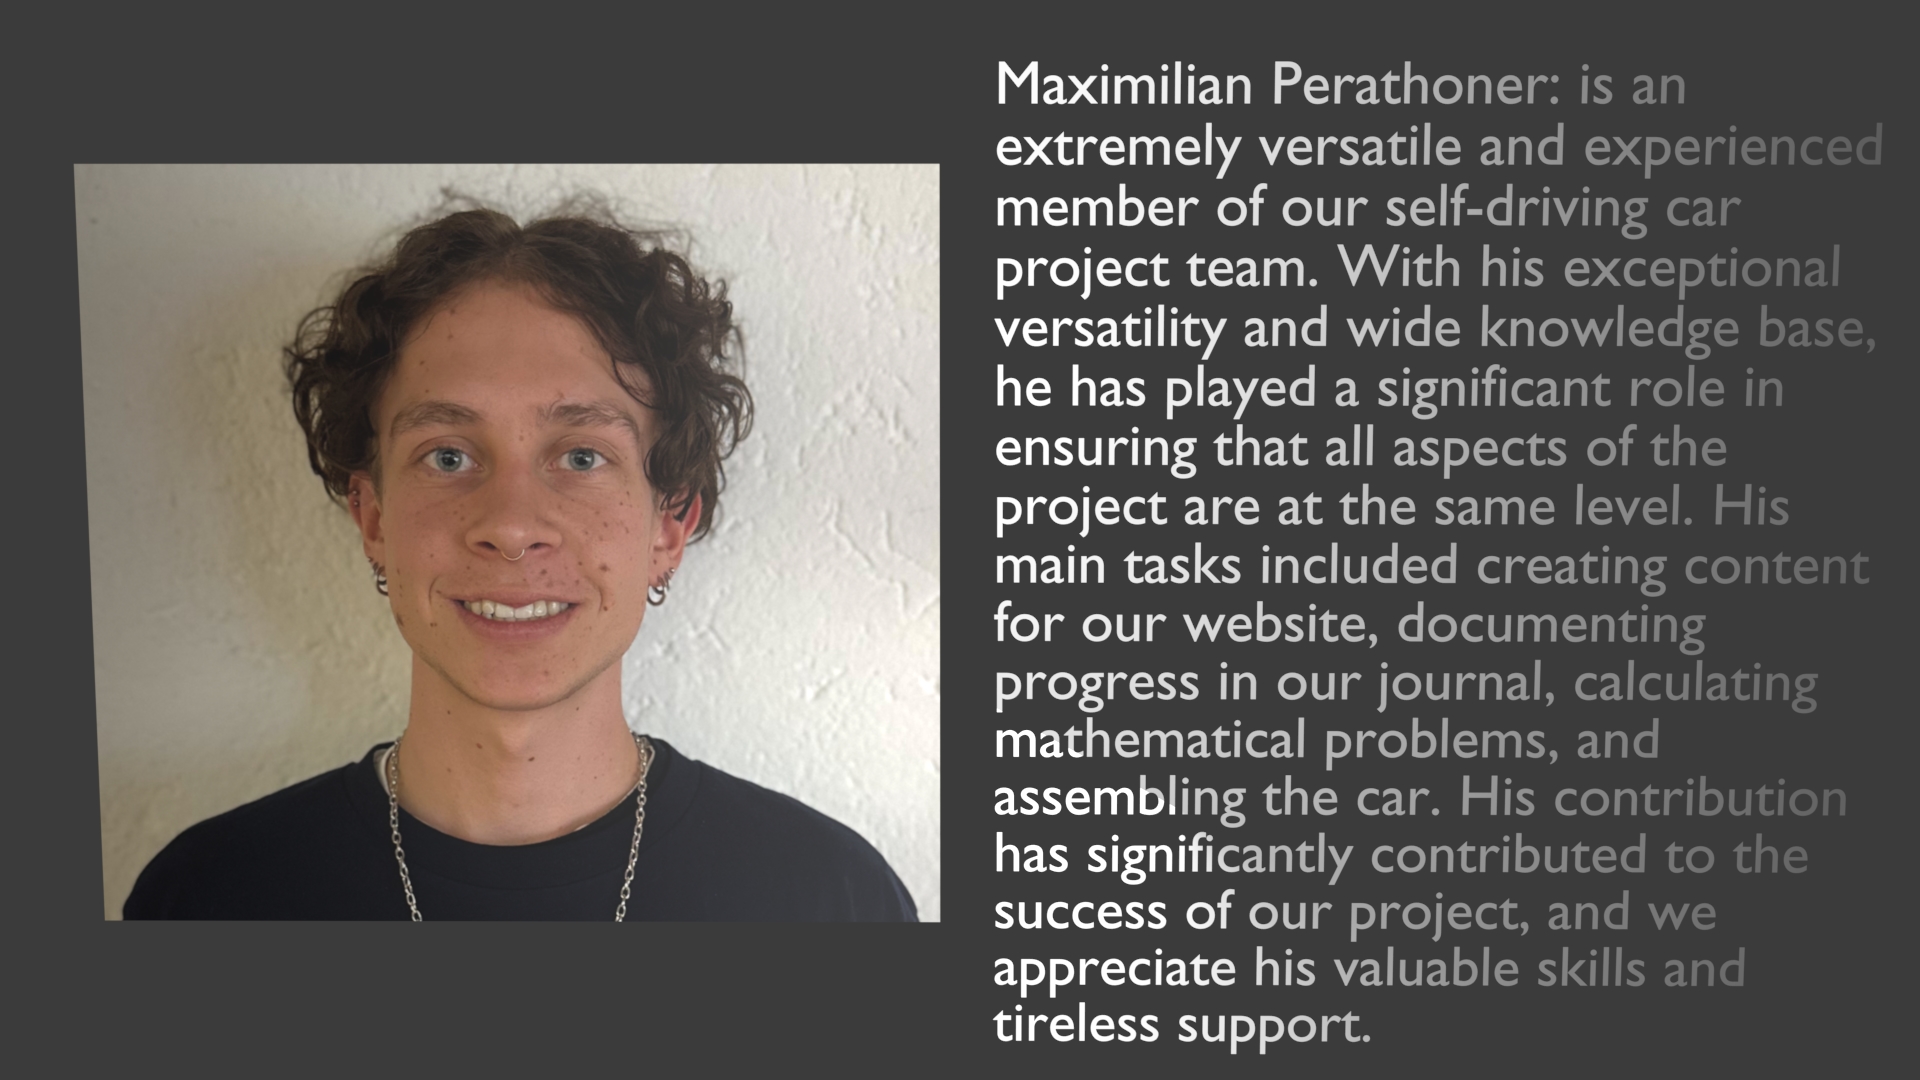 Maximilian Perathoner: is an
extremely versatile and experienced
member of our self-driving car
project team. With his exceptional
versatility and wide knowledge base,
he has played a significant role in
ensuring that all aspects of the
project are at the same level. His
main tasks included creating content
for our website, documenting
progress in our journal, calculating
mathematical problems, and
assembling the car. His contribution
has significantly contributed to the
success of our project, and we
appreciate his valuable skills and
tireless support.